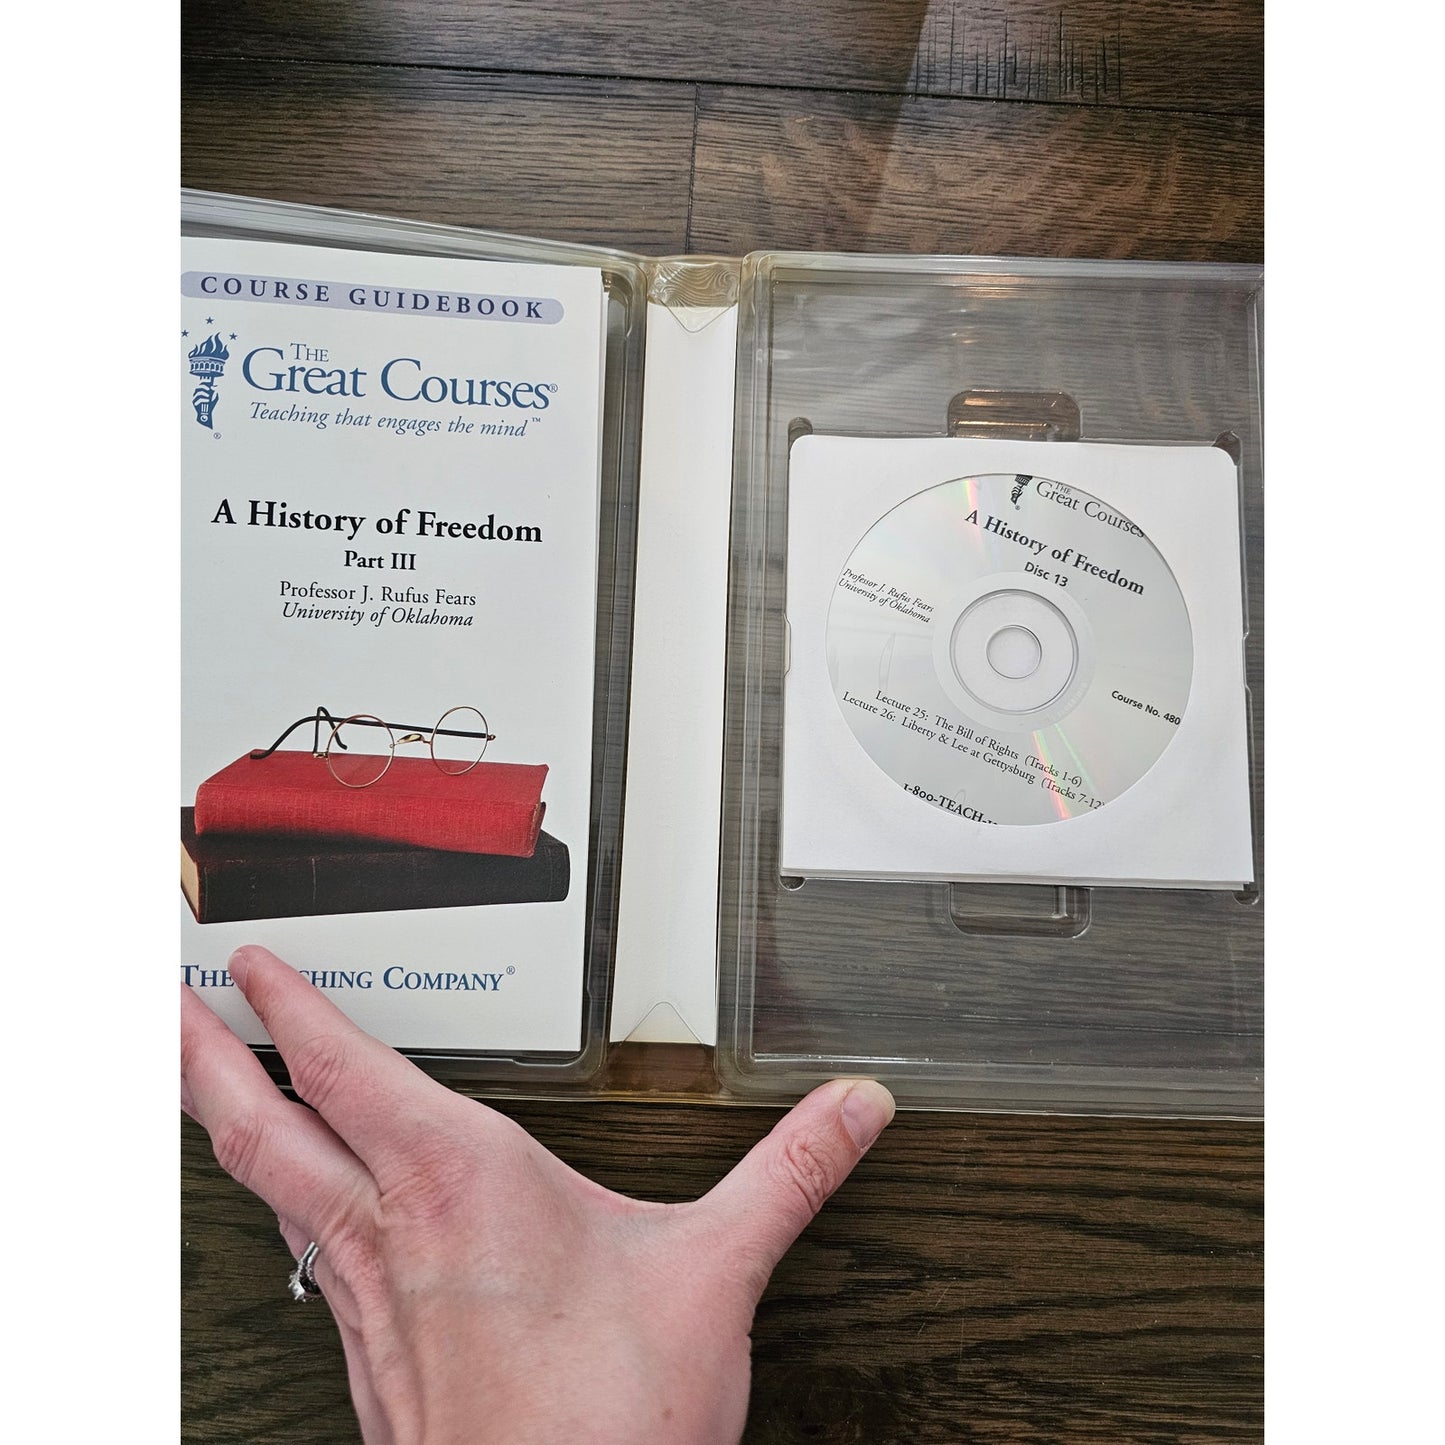 COURSE GUIDEBOOK
THE
Great Courses®
Teaching that engages the mind™
®
A History of Freedom
Part III
Professor J. Rufus Fears
University of Oklahoma
THE CHING COMPANY®
THE
Great Courses
®
A History of Freedom
Disc 13
Professor J. Rufus Fears
University of Oklahoma
Course No. 480
Lecture 25: The Bill of Rights (Tracks 1-6)
Lecture 26: Liberty & Lee at Gettysburg (Tracks 7-12)
1-800-TEACH-